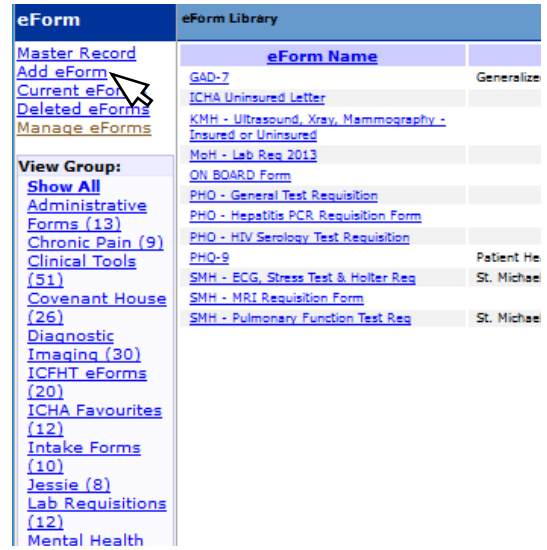 eForm
Master Record
Add eForm
Current eFor
Deleted eForms
Manage eForms
View Group:
Show All
Administrative
Forms (13)
Chronic Pain (9)
Clinical Tools
(51)
Covenant House
(26)
Diagnostic
Imaging (30)
ICFHT eForms
(20)
ICHA Favourites
(12)
Intake Forms
(10)
Jessie (8)
Lab Requisitions
(12)
Mental Health
eForm Library
eForm Name
GAD-7 Generalize
ICHA Uninsured Letter
KMH - Ultrasound, Xray, Mammography -
Insured or Uninsured
MoH - Lab Req 2013
ON BOARD Form
PHO - General Test Requisition
PHO - Hepatitis PCR Requisition Form
PHO - HIV Serology Test Requisition
PHQ-9 Patient He
SMH - ECG, Stress Test & Holter Req St. Michael
SMH - MRI Requisition Form
SMH - Pulmonary Function Test Req St. Michael